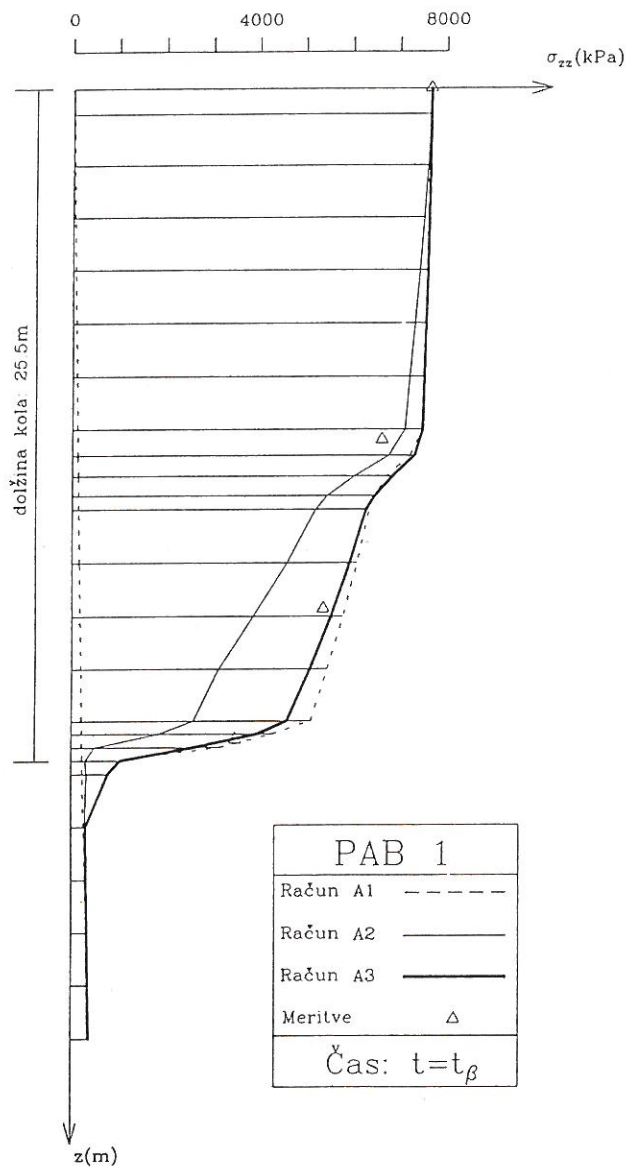 0 4000 8000
σzz(kPa)
dolžina kola: 25 5m
PAB 1
Račun A1
Račun A2
Račun A3
Meritve
Čas: t=tβ
z(m)